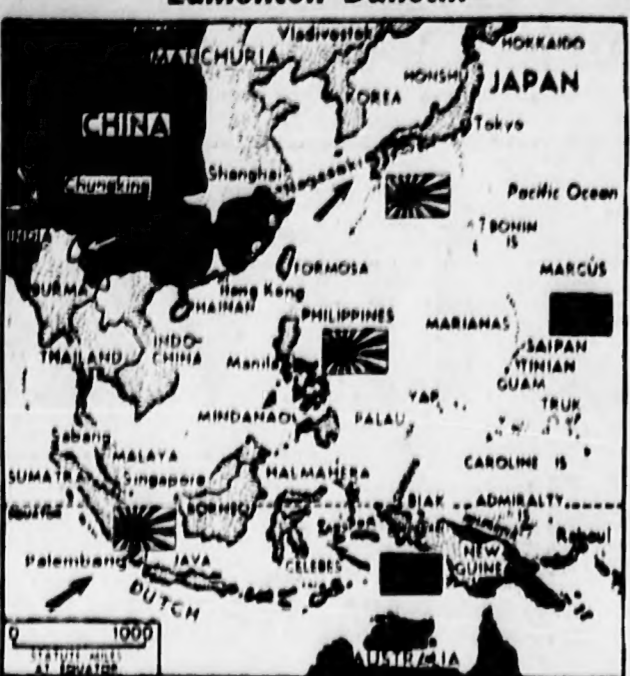 Vladivostok
HOKKAIDO
MANCHURIA
HONSHU
JAPAN
KOREA
CHINA
Tokyo
Shanghai
Nagasaki
Chungking
Pacific Ocean
INDIA
BONIN
IS
FORMOSA
MARCUS
BURMA
Hong Kong
HAINAN
PHILIPPINES
MARIANAS
INDO-
CHINA
SAIPAN
THAILAND
Manila
TINIAN
GUAM
YAP
TRUK
MINDANAO
PALAU
Sabang
MALAYA
CAROLINE IS
SUMATRA
Singapore
HALMAHERA
BORNEO
BIAK
ADMIRALTY
IS
Rabaul
Palembang
JAVA
CELEBES
NEW
GUINEA
DUTCH
0 1000
STATUTE MILES
AT EQUATOR
AUSTRALIA